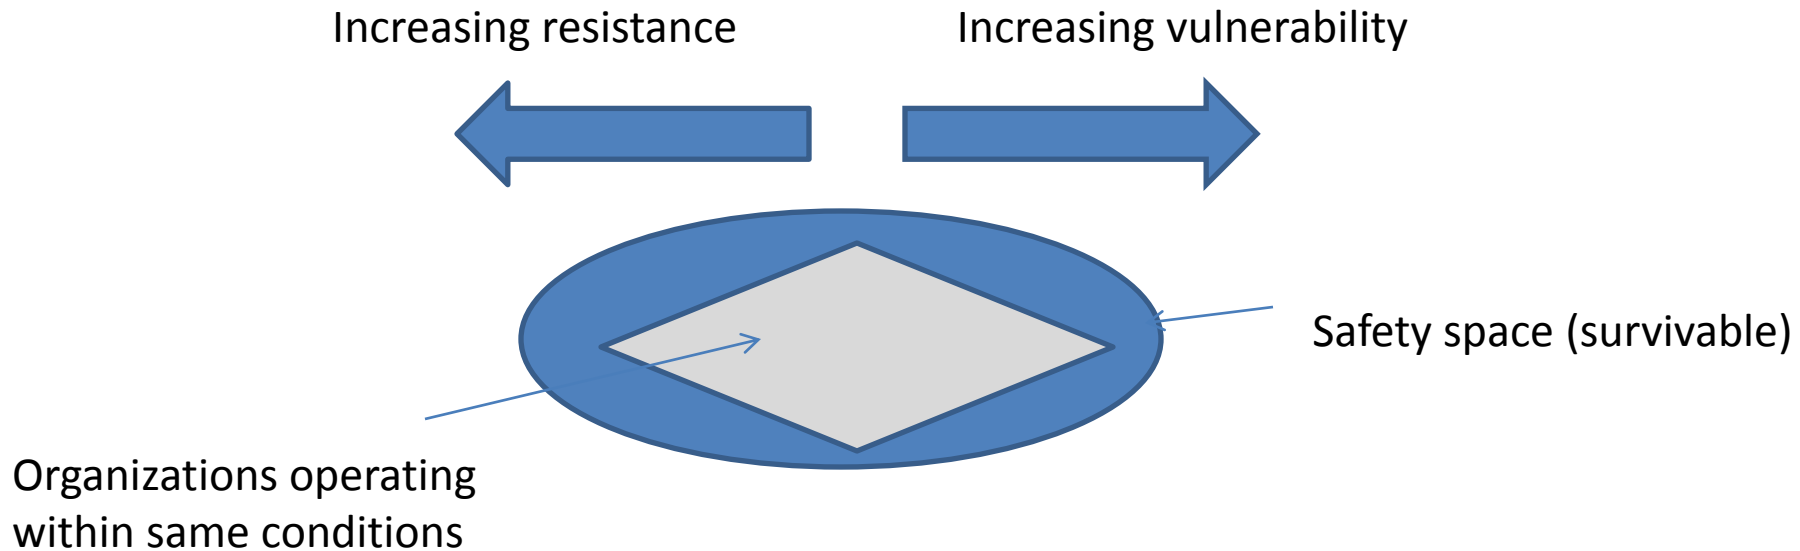 Increasing resistance
Increasing vulnerability
Safety space (survivable)
Organizations operating
within same conditions